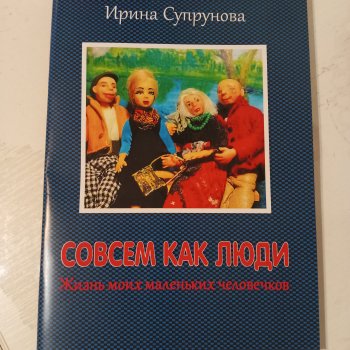 Ирина Супрунова
СОВСЕМ КАК ЛЮДИ
Жизнь моих маленьких человечков